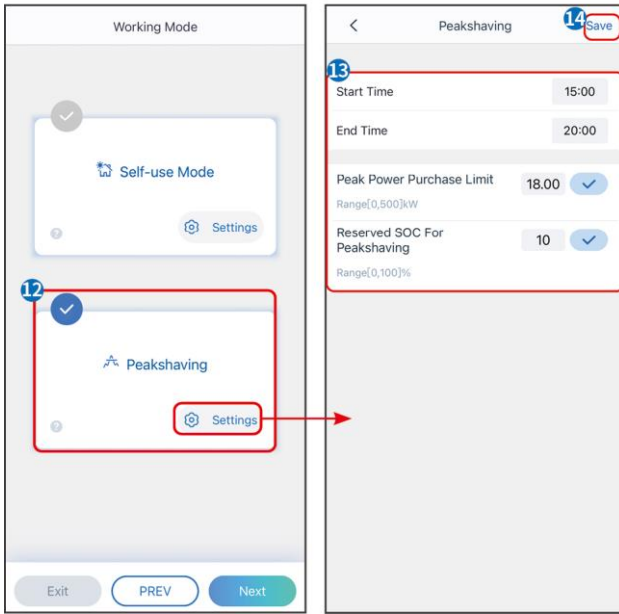 Working Mode
Self-use Mode
?
Settings
12
Peakshaving
?
Settings
Exit
PREV
Next
Peakshaving
14
Save
13
Start Time
15:00
End Time
20:00
Peak Power Purchase Limit
18.00
Range[0,500]kW
Reserved SOC For
Peakshaving
10
Range[0,100]%